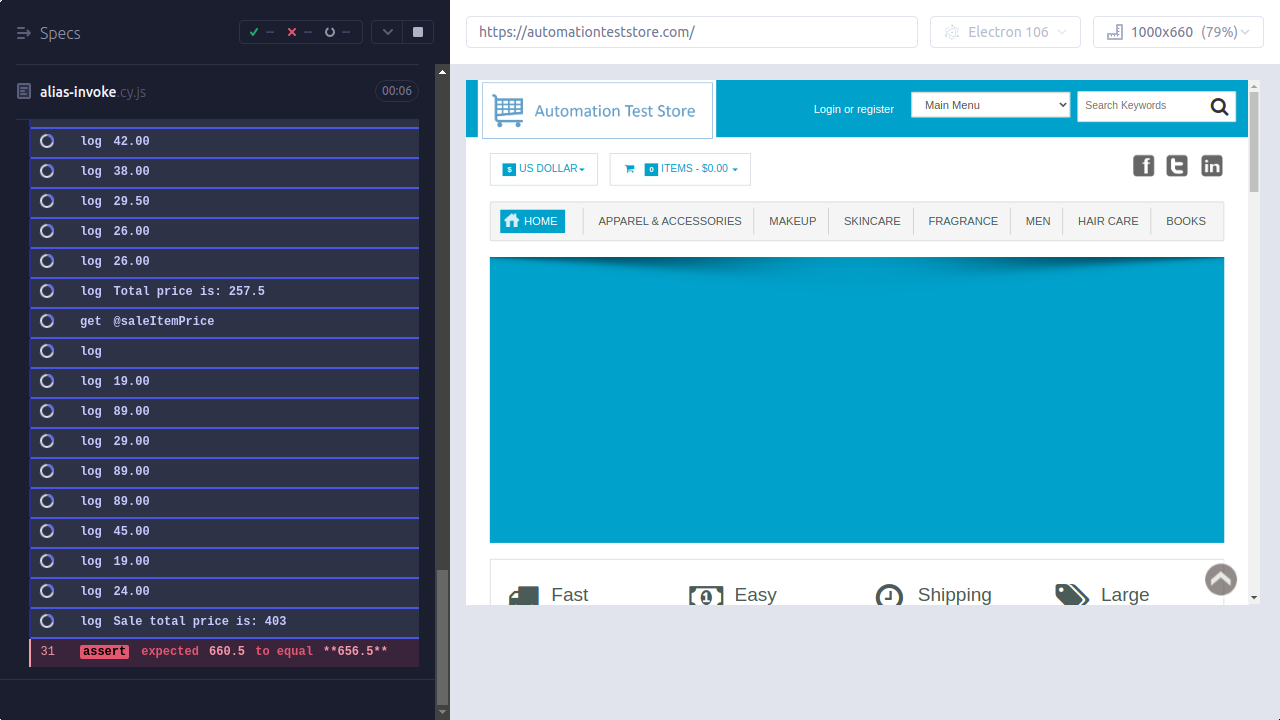 Specs
alias-invoke.cy.js
00:06
log 42.00
log 38.00
log 29.50
log 26.00
log 26.00
log Total price is: 257.5
get @saleItemPrice
log
log 19.00
log 89.00
log 29.00
log 89.00
log 89.00
log 45.00
log 19.00
log 24.00
log Sale total price is: 403
31 assert expected 660.5 to equal **656.5**
https://automationteststore.com/
Electron 106
1000x660 (79%)
Automation Test Store
Login or register
Main Menu
Search Keywords
$ US DOLLAR
0 ITEMS - $0.00
f t in
HOME
APPAREL & ACCESSORIES
MAKEUP
SKINCARE
FRAGRANCE
MEN
HAIR CARE
BOOKS
Fast
1 Easy
Shipping
Large